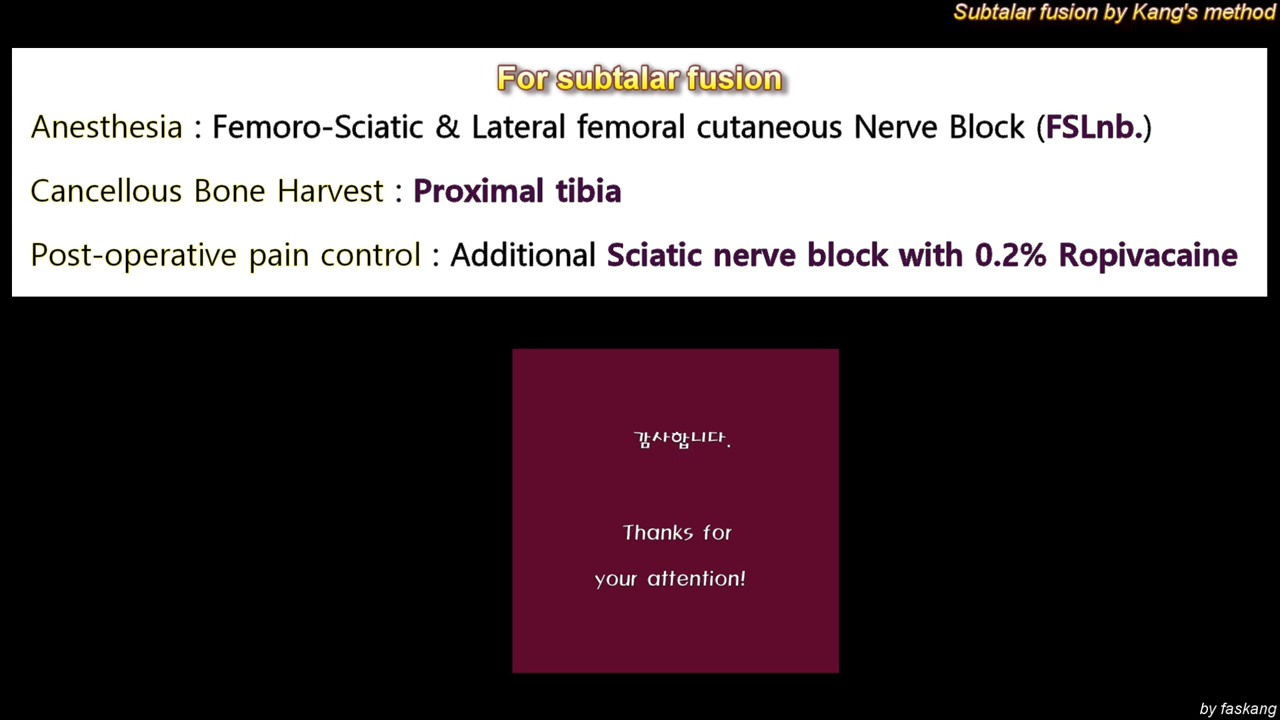 Subtalar fusion by Kang's method
For subtalar fusion
Anesthesia : Femoro-Sciatic & Lateral femoral cutaneous Nerve Block (FSLnb.)
Cancellous Bone Harvest : Proximal tibia
Post-operative pain control : Additional Sciatic nerve block with 0.2% Ropivacaine
감사합니다.
Thanks for
your attention!
by faskang